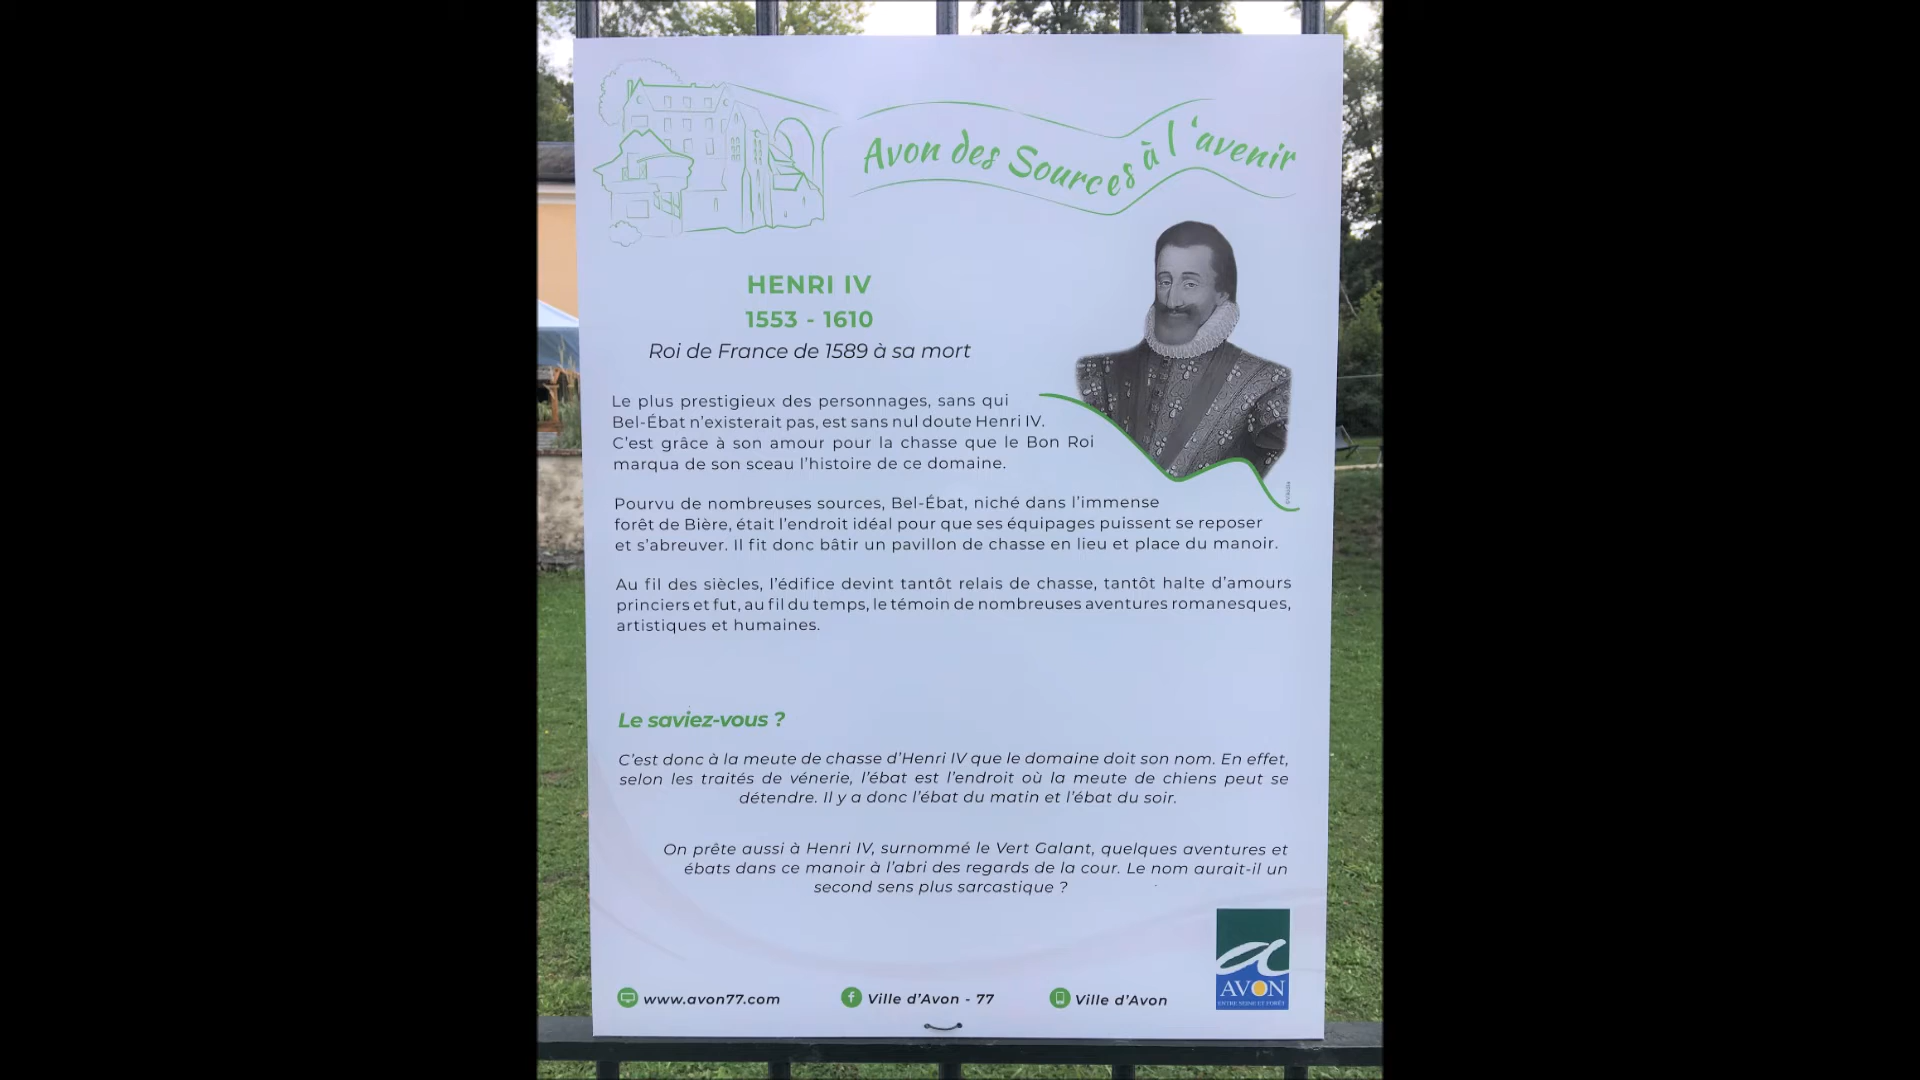 Avon des Sources à l'avenir
HENRI IV
1553 - 1610
Roi de France de 1589 à sa mort
Le plus prestigieux des personnages, sans qui
Bel-Ébat n'existerait pas, est sans nul doute Henri IV.
C'est grâce à son amour pour la chasse que le Bon Roi
marqua de son sceau l'histoire de ce domaine.
Pourvu de nombreuses sources, Bel-Ébat, niché dans l'immense
forêt de Bière, était l'endroit idéal pour que ses équipages puissent se reposer
et s'abreuver. Il fit donc bâtir un pavillon de chasse en lieu et place du manoir.
Au fil des siècles, l'édifice devint tantôt relais de chasse, tantôt halte d'amours
princiers et fut, au fil du temps, le témoin de nombreuses aventures romanesques,
artistiques et humaines.
Le saviez-vous ?
C'est donc à la meute de chasse d'Henri IV que le domaine doit son nom. En effet,
selon les traités de vénerie, l'ébat est l'endroit où la meute de chiens peut se
détendre. Il y a donc l'ébat du matin et l'ébat du soir.
On prête aussi à Henri IV, surnommé le Vert Galant, quelques aventures et
ébats dans ce manoir à l'abri des regards de la cour. Le nom aurait-il un
second sens plus sarcastique ?
AVON
ENTRE SEINE ET FORÊT
www.avon77.com
Ville d'Avon - 77
Ville d'Avon